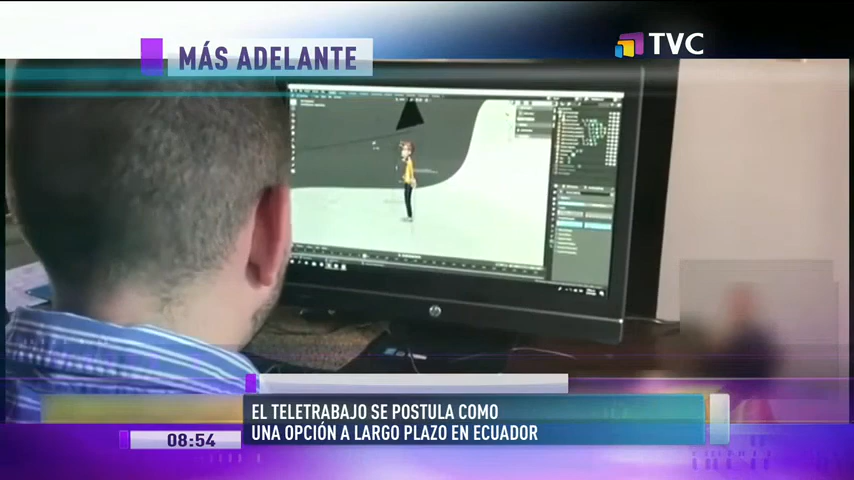 MÁS ADELANTE
TVC
EL TELETRABAJO SE POSTULA COMO
UNA OPCIÓN A LARGO PLAZO EN ECUADOR
08:54